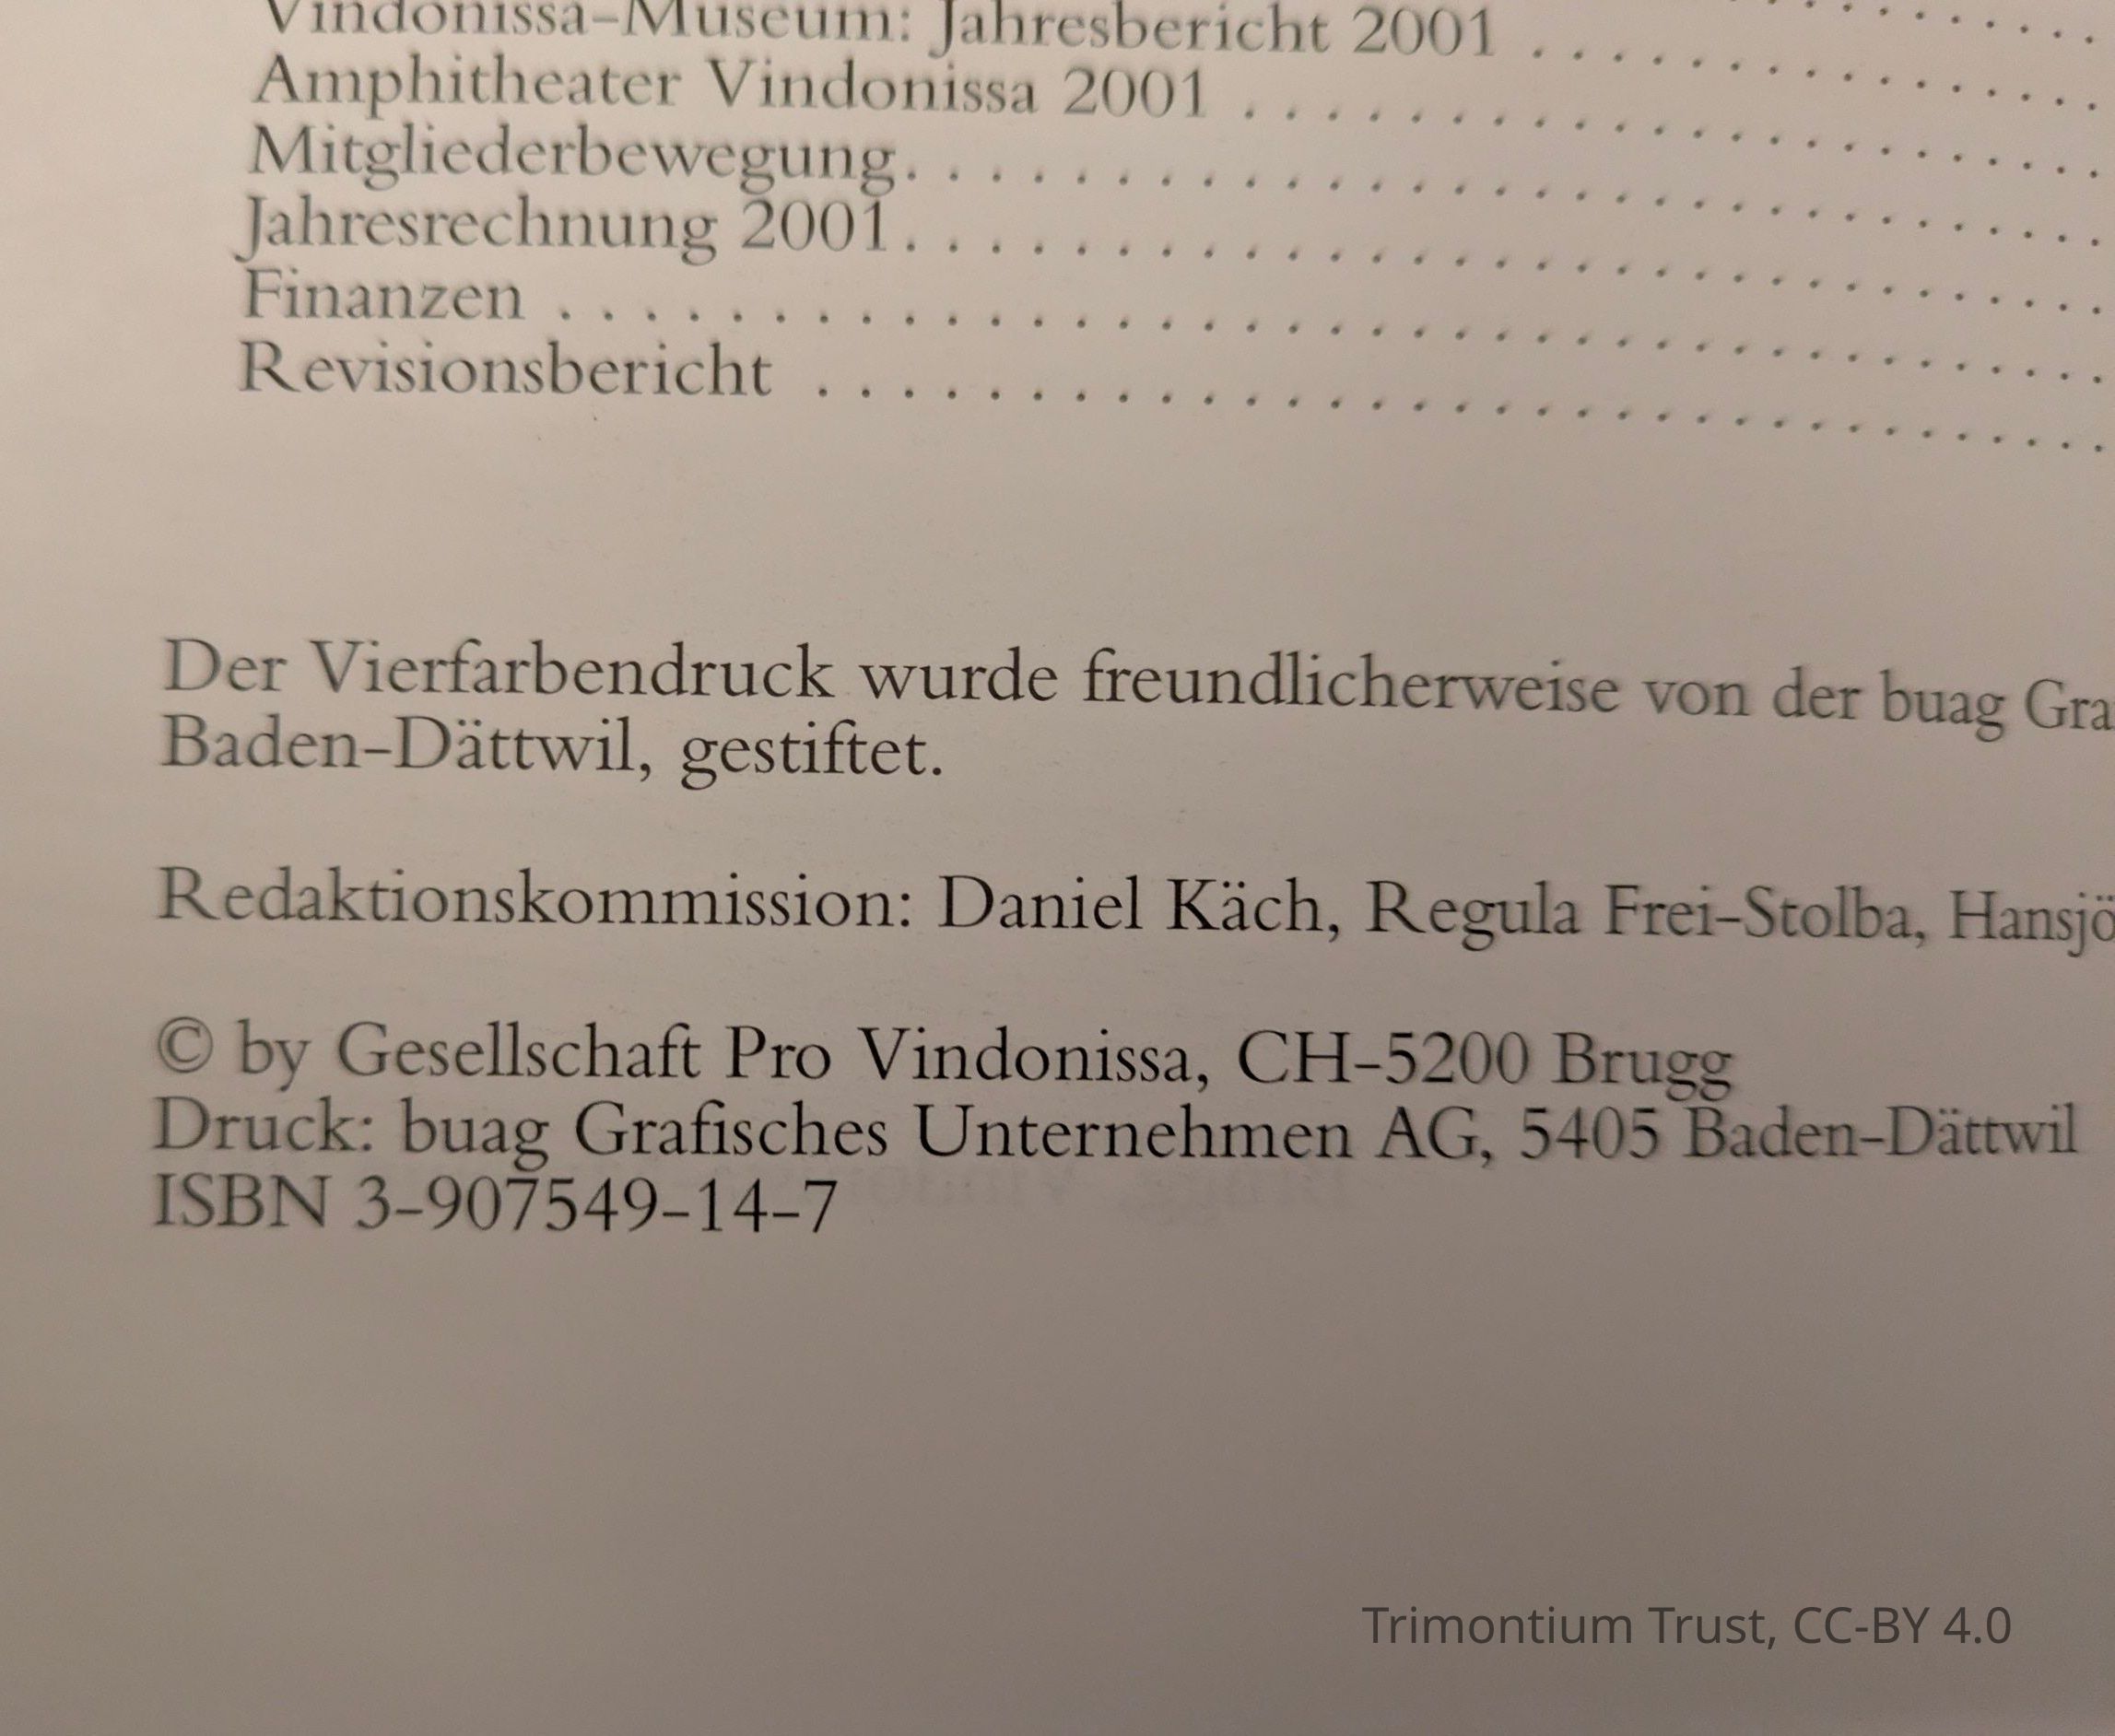 Vindonissa-Museum: Jahresbericht 2001 . . . . . . . . . . . . . . .
Amphitheater Vindonissa 2001 . . . . . . . . . . . . . . . . . . . . .
Mitgliederbewegung. . . . . . . . . . . . . . . . . . . . . . . . . . . . .
Jahresrechnung 2001. . . . . . . . . . . . . . . . . . . . . . . . . . . . .
Finanzen . . . . . . . . . . . . . . . . . . . . . . . . . . . . . . . . . . . . .
Revisionsbericht . . . . . . . . . . . . . . . . . . . . . . . . . . . . . . .
Der Vierfarbendruck wurde freundlicherweise von der buag Gra
Baden-Dättwil, gestiftet.
Redaktionskommission: Daniel Käch, Regula Frei-Stolba, Hansjö
© by Gesellschaft Pro Vindonissa, CH-5200 Brugg
Druck: buag Grafisches Unternehmen AG, 5405 Baden-Dättwil
ISBN 3-907549-14-7
Trimontium Trust, CC-BY 4.0